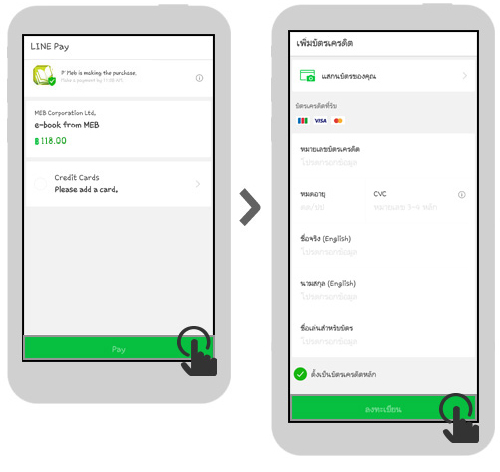 LINE Pay
P' Meb is making the purchase.
Make a payment by 11:08 AM.
MEB Corporation Ltd.
e-book from MEB
฿ 118.00
Credit Cards
Please add a card.
Pay
เพิ่มบัตรเครดิต
สแกนบัตรของคุณ
บัตรเครดิตที่รับ
JCB VISA
หมายเลขบัตรเครดิต
โปรดกรอกข้อมูล
หมดอายุ CVC
ดด/ปป หมายเลข 3-4 หลัก
ชื่อจริง (English)
โปรดกรอกข้อมูล
นามสกุล (English)
โปรดกรอกข้อมูล
ชื่อเล่นสำหรับบัตร
โปรดกรอกข้อมูล
ตั้งเป็นบัตรเครดิตหลัก
ลงทะเบียน